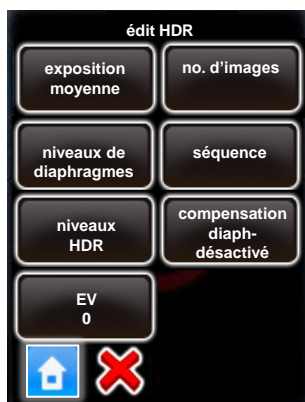 édit HDR
exposition
moyenne
no. d'images
niveaux de
diaphragmes
séquence
niveaux
HDR
compensation
diaph-
désactivé
EV
0